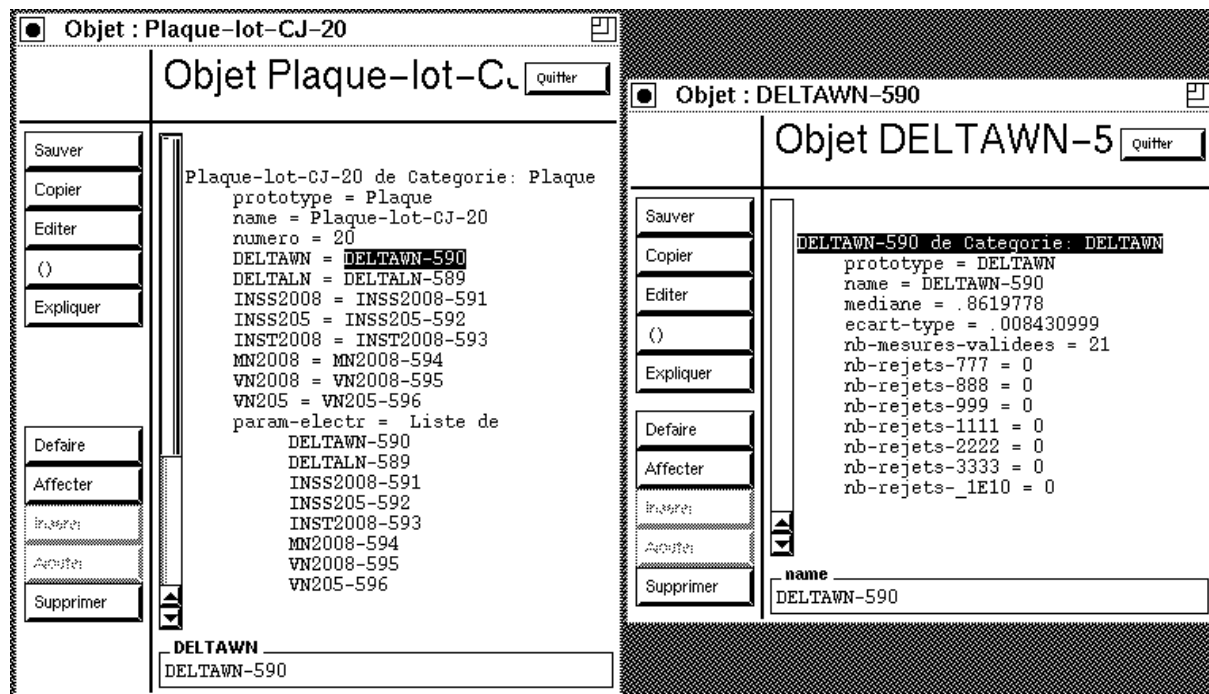 Objet : Plaque-lot-CJ-20
Objet Plaque-lot-C
Quitter
Sauver
Copier
Editer
()
Expliquer
Defaire
Affecter
Inserer
Ajouter
Supprimer
Plaque-lot-CJ-20 de Categorie: Plaque
prototype = Plaque
name = Plaque-lot-CJ-20
numero = 20
DELTAWN = DELTAWN-590
DELTALN = DELTALN-589
INSS2008 = INSS2008-591
INSS205 = INSS205-592
INST2008 = INST2008-593
MN2008 = MN2008-594
VN2008 = VN2008-595
VN205 = VN205-596
param-electr = Liste de
DELTAWN-590
DELTALN-589
INSS2008-591
INSS205-592
INST2008-593
MN2008-594
VN2008-595
VN205-596
DELTAWN
DELTAWN-590
Objet : DELTAWN-590
Objet DELTAWN-5
Quitter
Sauver
Copier
Editer
()
Expliquer
Defaire
Affecter
Inserer
Ajouter
Supprimer
DELTAWN-590 de Categorie: DELTAWN
prototype = DELTAWN
name = DELTAWN-590
mediane = .8619778
ecart-type = .008430999
nb-mesures-validees = 21
nb-rejets-777 = 0
nb-rejets-888 = 0
nb-rejets-999 = 0
nb-rejets-1111 = 0
nb-rejets-2222 = 0
nb-rejets-3333 = 0
nb-rejets-_1E10 = 0
name
DELTAWN-590